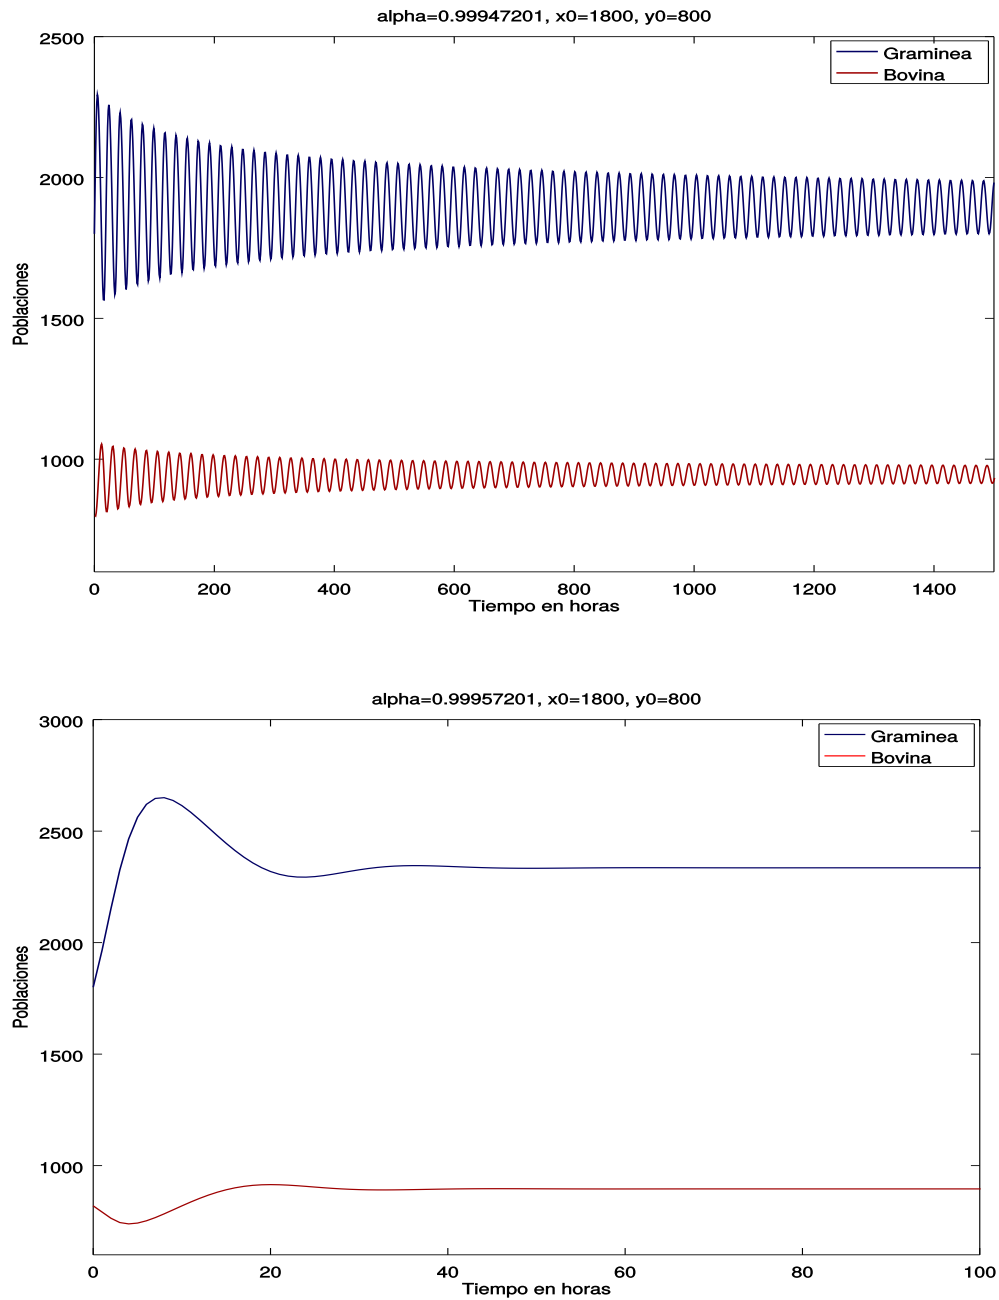 alpha=0.99947201, x0=1800, y0=800
2500
Graminea
Bovina
2000
Poblaciones
1500
1000
0 200 400 600 800 1000 1200 1400
Tiempo en horas
alpha=0.99957201, x0=1800, y0=800
3000
Graminea
Bovina
2500
2000
Poblaciones
1500
1000
0 20 40 60 80 100
Tiempo en horas